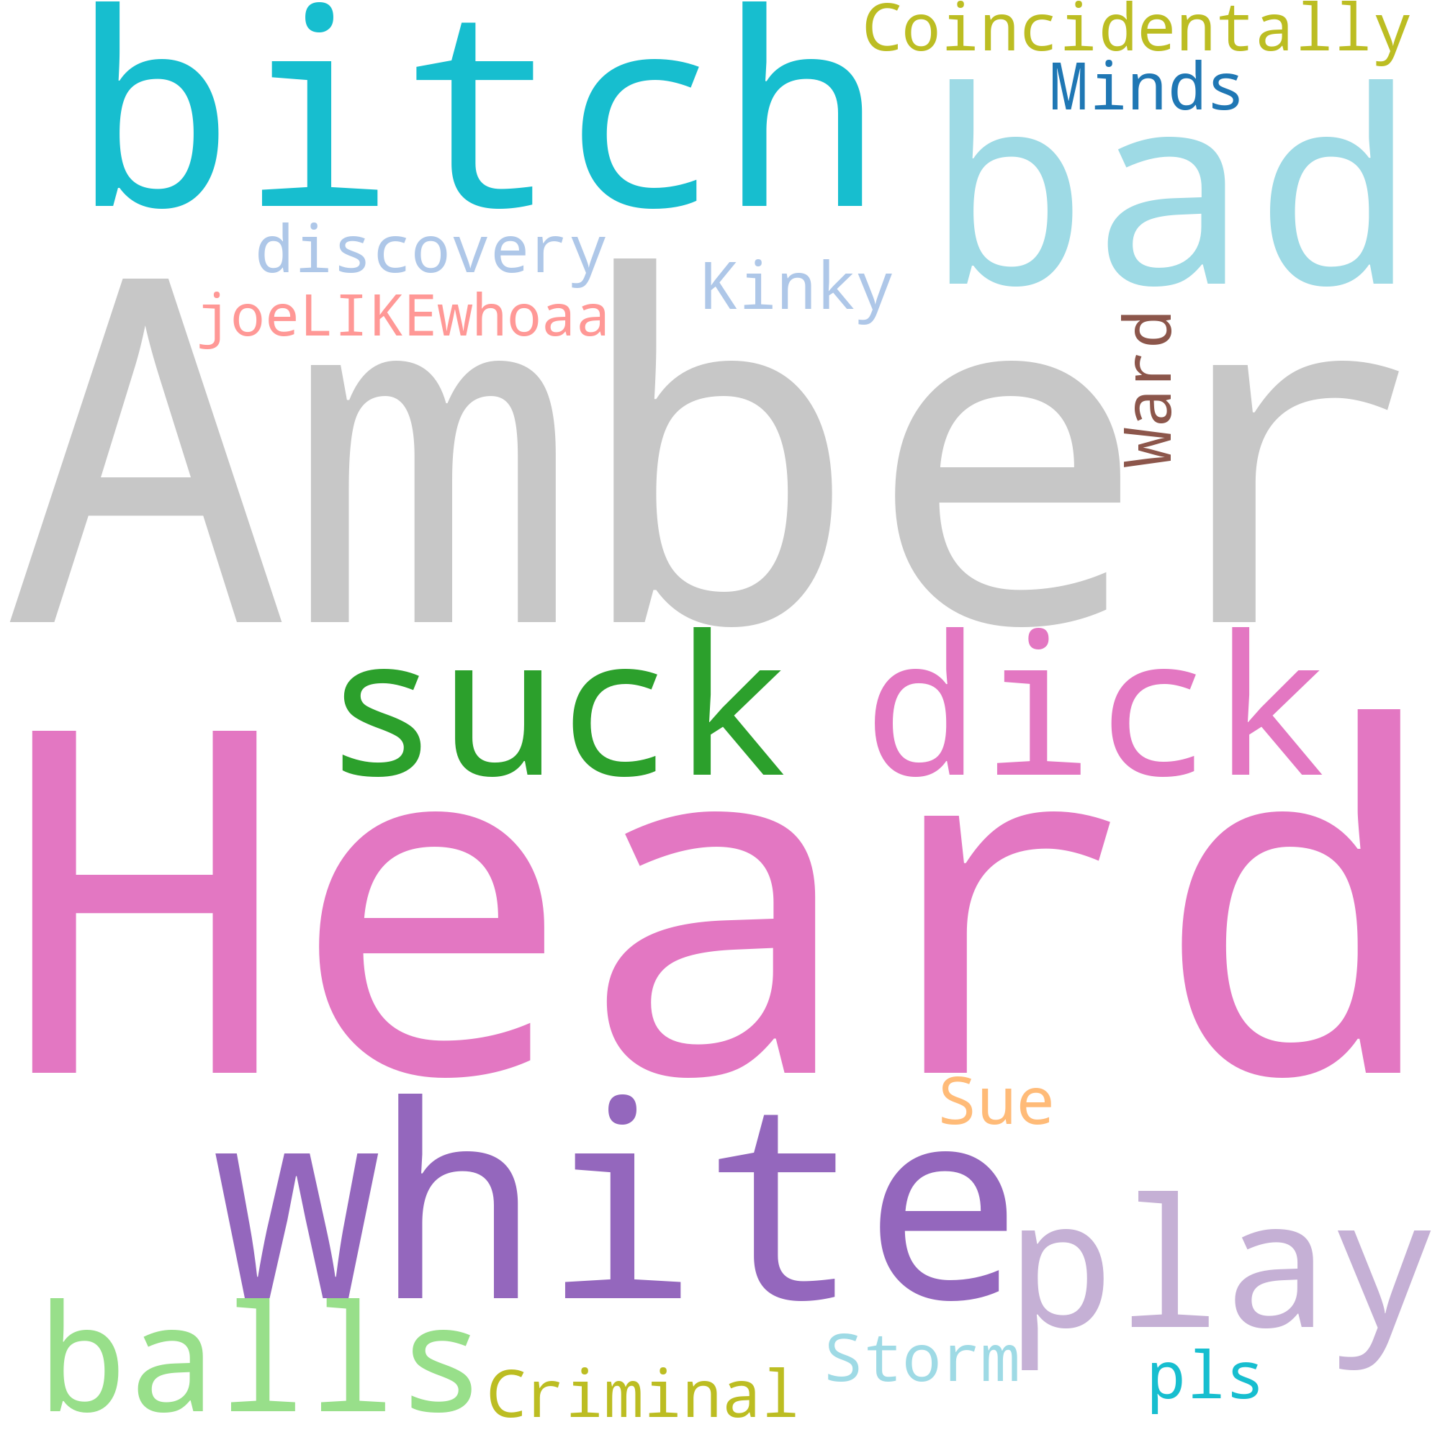 bitch
Coincidentally
Minds
bad
discovery
Kinky
joeLIKEwhoaa
Ward
Amber
suck
dick
Heard
Sue
white
play
balls
Storm
pls
Criminal